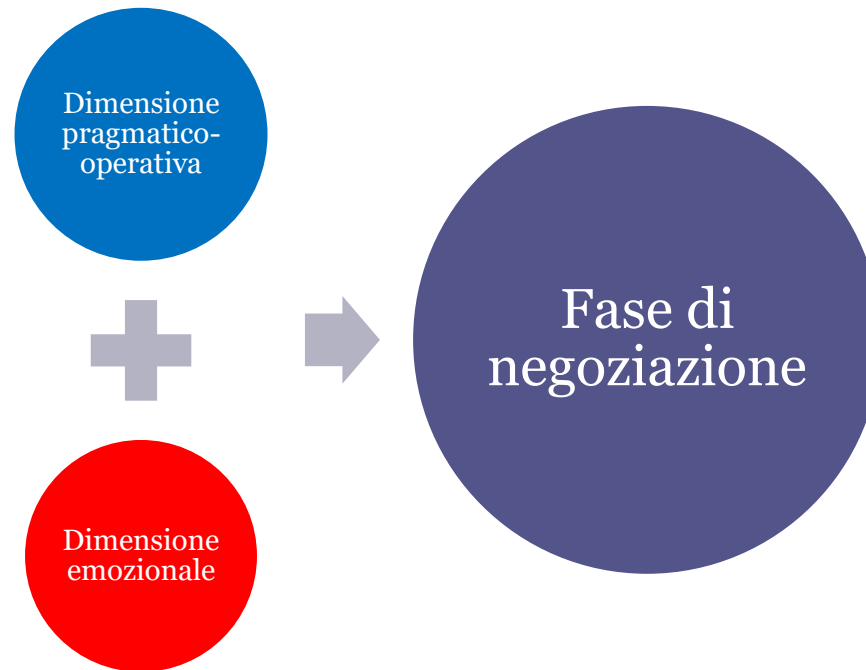 Dimensione
pragmatico-
operativa
Fase di
negoziazione
Dimensione
emozionale